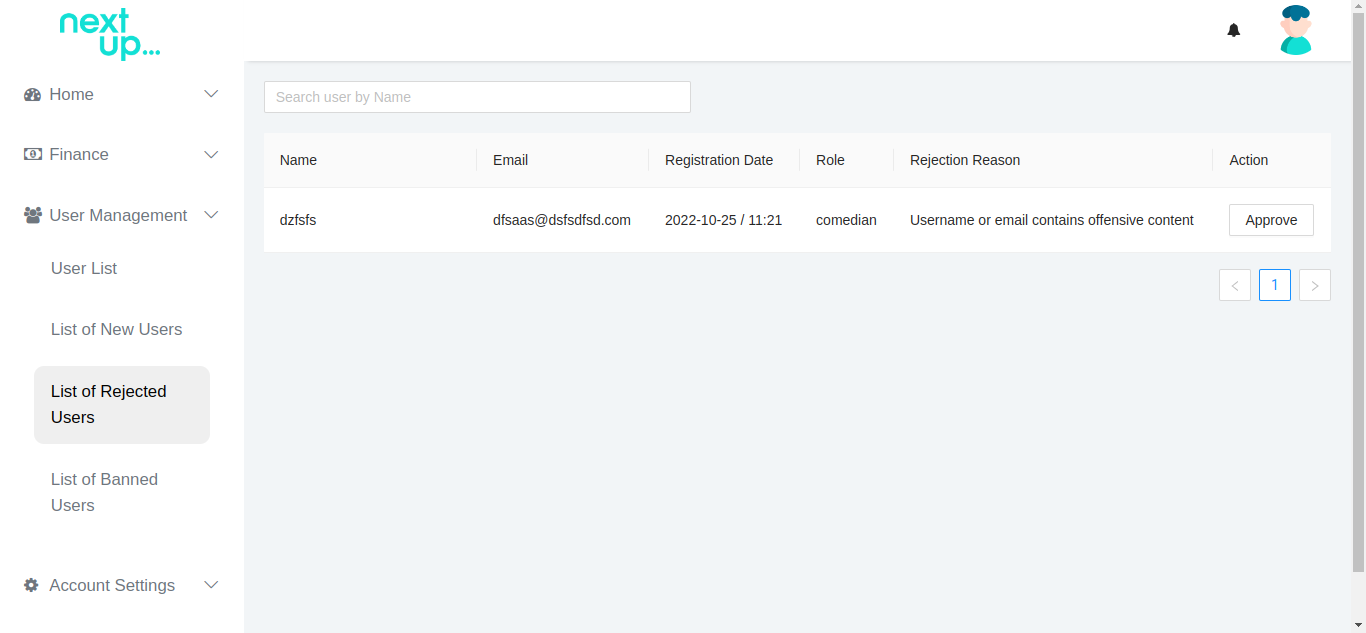 next
up...
Home
Finance
User Management
User List
List of New Users
List of Rejected
Users
List of Banned
Users
Account Settings
Search user by Name
Name Email Registration Date Role Rejection Reason Action
dzfsfs dfsaas@dsfsdfsd.com 2022-10-25 / 11:21 comedian Username or email contains offensive content Approve
< 1 >